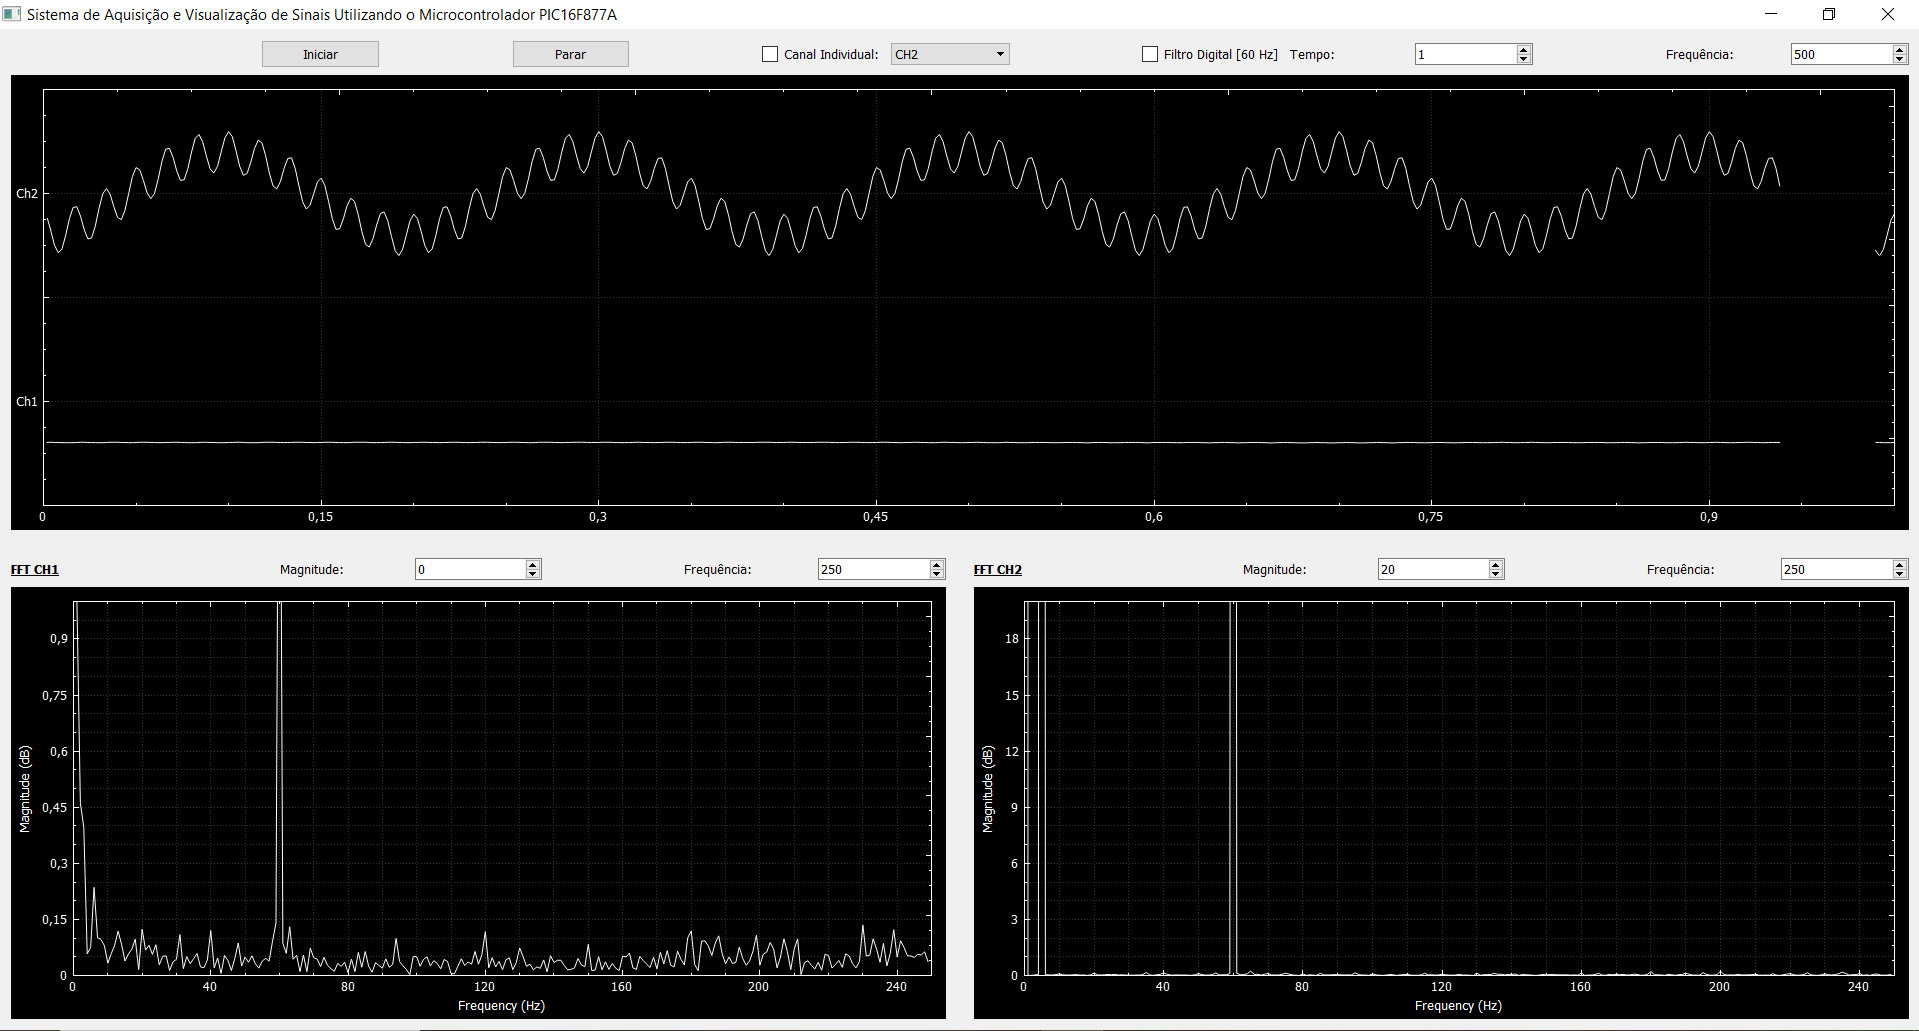 Sistema de Aquisição e Visualização de Sinais Utilizando o Microcontrolador PIC16F877A
Iniciar Parar Canal Individual: CH2 Filtro Digital [60 Hz] Tempo: 1 Frequência: 500
Ch2
Ch1
0 0,15 0,3 0,45 0,6 0,75 0,9
FFT CH1 Magnitude: 0 Frequência: 250
0,9
0,75
0,6
0,45
0,3
0,15
0
Magnitude (dB)
0 40 80 120 160 200 240
Frequency (Hz)
FFT CH2 Magnitude: 20 Frequência: 250
18
15
12
9
6
3
0
Magnitude (dB)
0 40 80 120 160 200 240
Frequency (Hz)